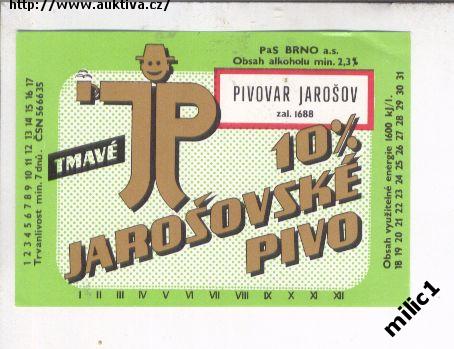 http://www.auktiva.cz/
PaS BRNO a.s.
Obsah alkoholu min. 2,3%
PIVOVAR JAROŠOV
zal. 1688
JP
TMAVÉ
10%
JAROŠOVSKÉ
PIVO
I II III IV V VI VII VIII IX X XI XII
1 2 3 4 5 6 7 8 9 10 11 12 13 14 15 16 17
Trvanlivost min. 7 dnů. ČSN 566635
Obsah využitelné energie 1600 kJ/l.
18 19 20 21 22 23 24 25 26 27 28 29 30 31
milic1